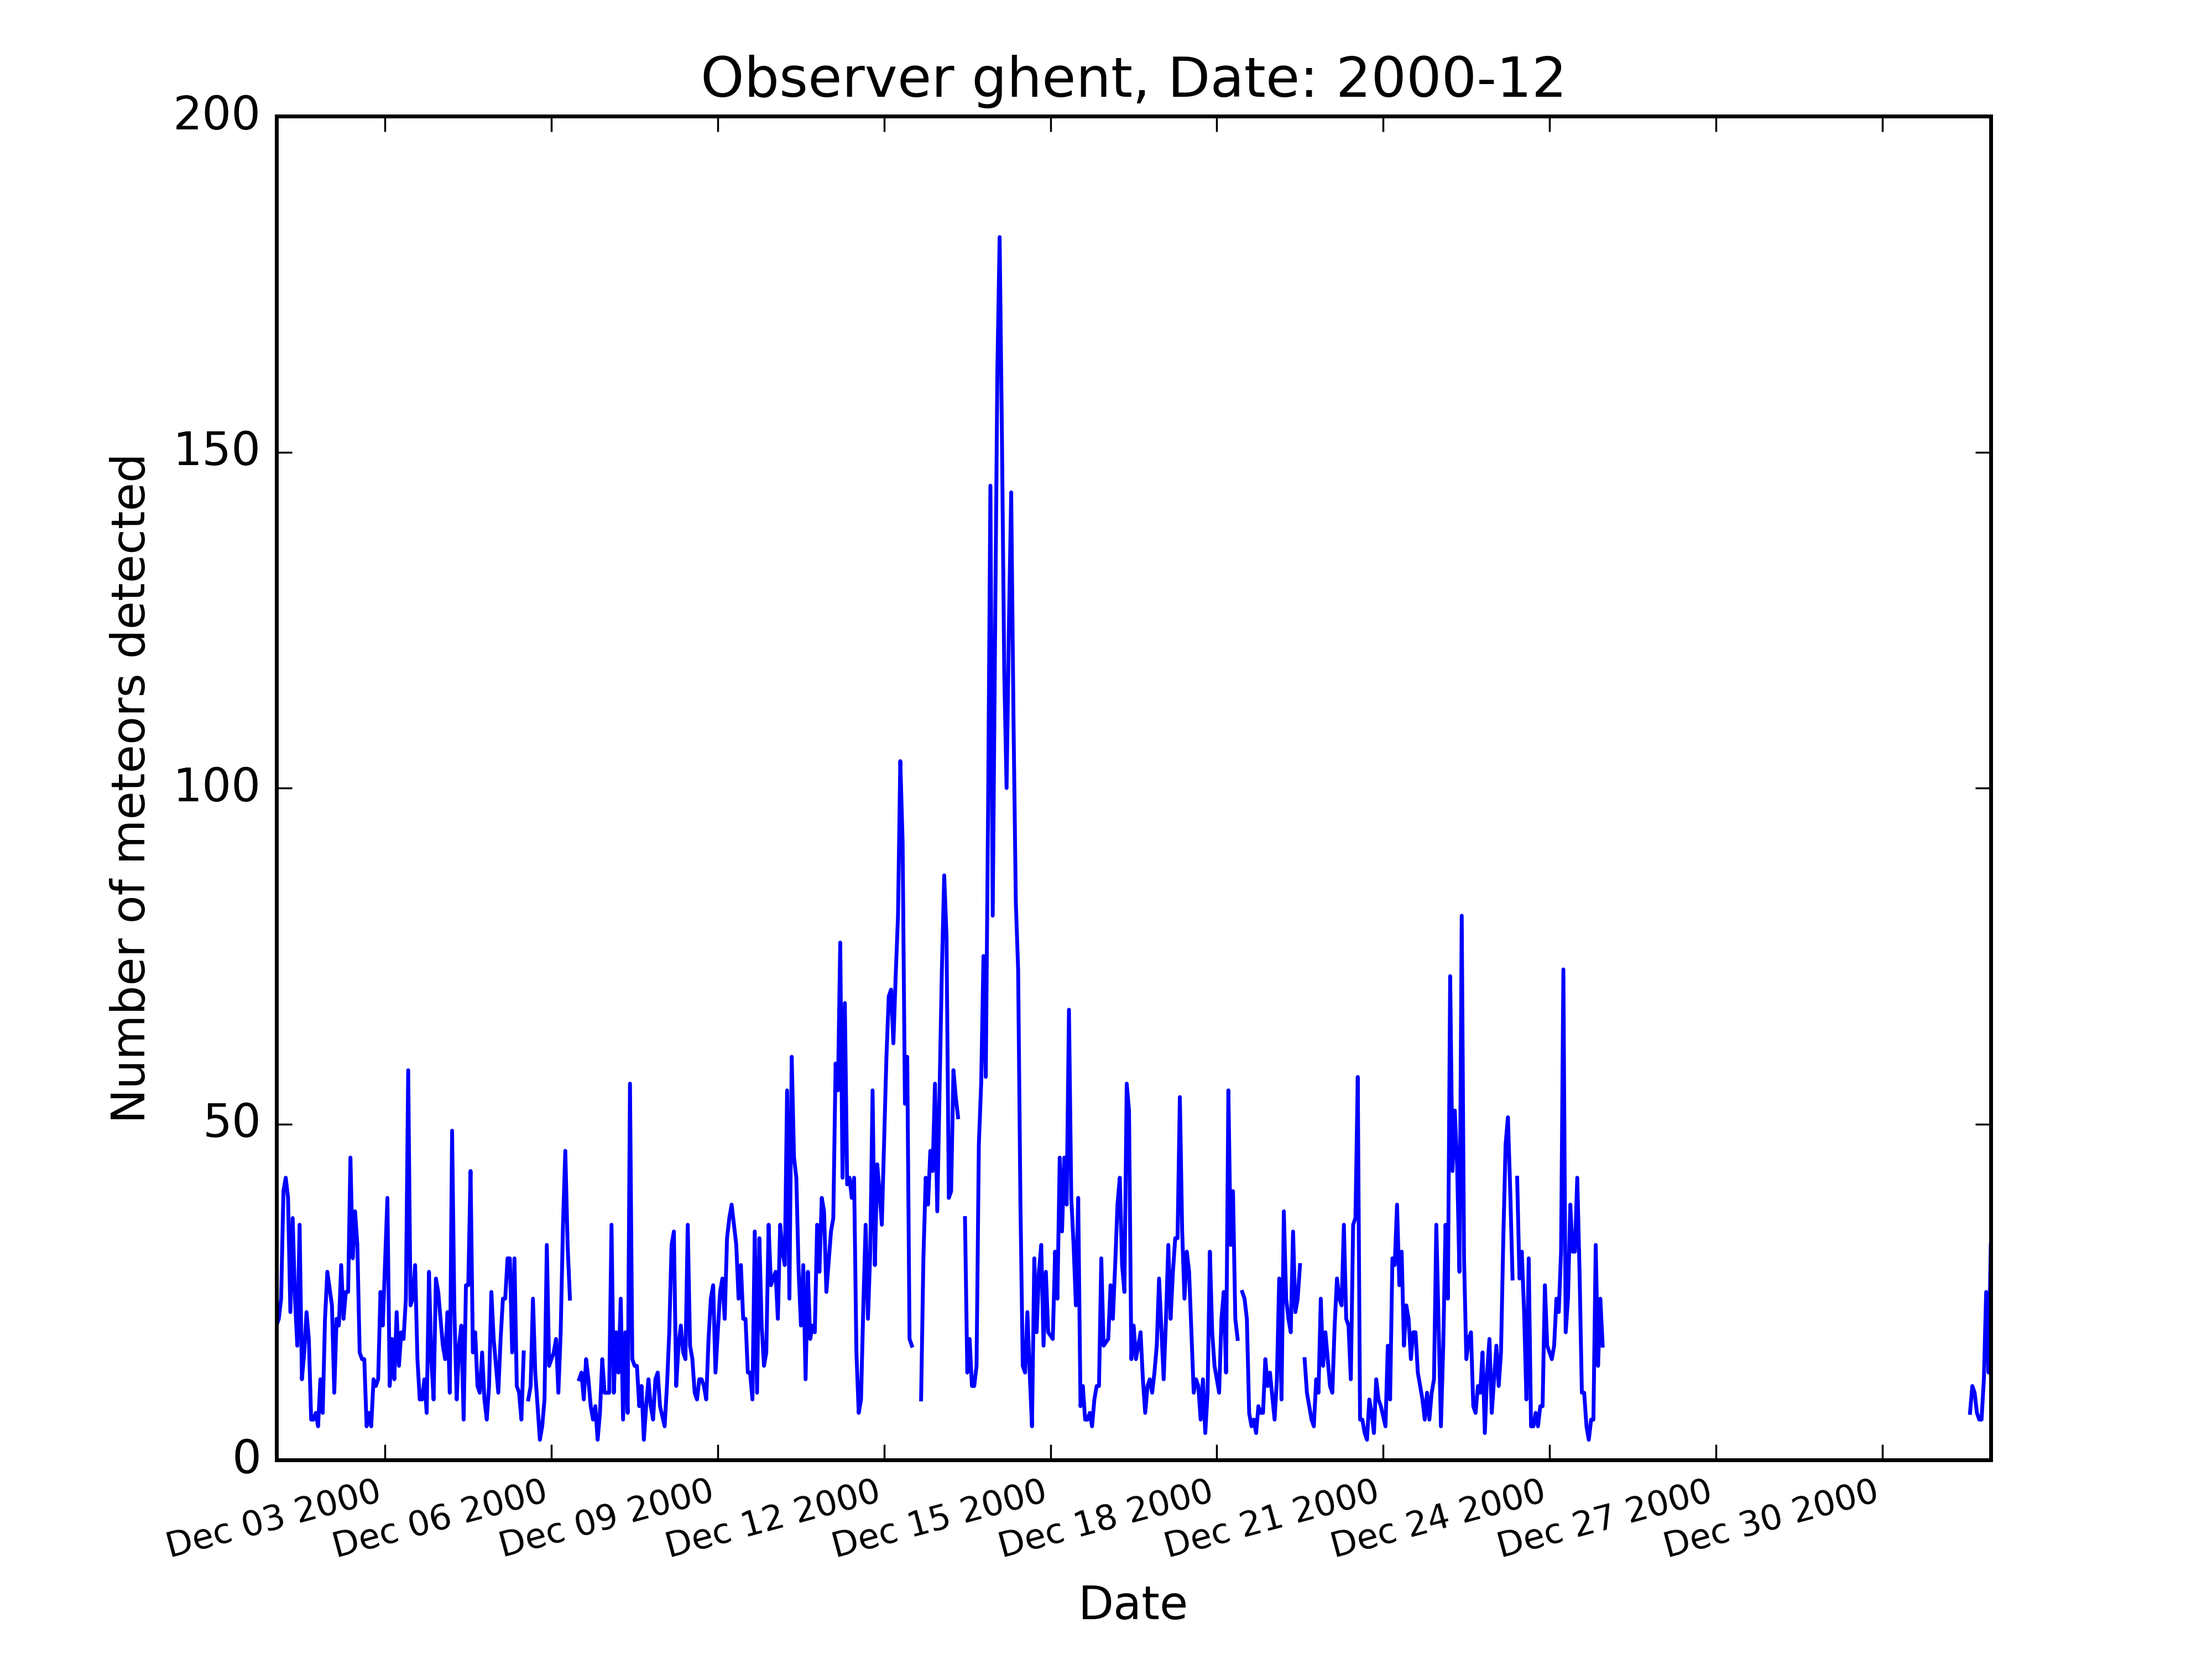 Observer ghent, Date: 2000-12
Number of meteors detected
200
150
100
50
0
Dec 03 2000
Dec 06 2000
Dec 09 2000
Dec 12 2000
Dec 15 2000
Dec 18 2000
Dec 21 2000
Dec 24 2000
Dec 27 2000
Dec 30 2000
Date